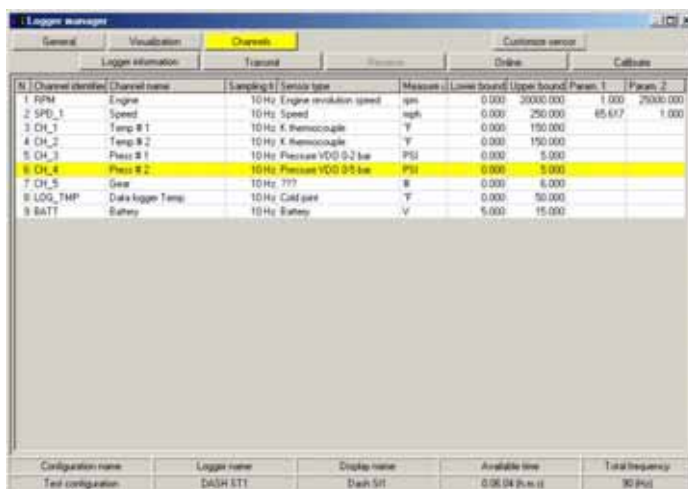 Logger manager
General Visualization Channels Customize sensor
Logger information Transmit Receive Online Calibrate
N Channel identifier Channel name Sampling f Sensor type Measure Lower bound Upper bound Param. 1 Param. 2
1 RPM Engine 10 Hz Engine revolution speed rpm 0.000 20000.000 1.000 25000.000
2 SPD_1 Speed 10 Hz Speed mph 0.000 250.000 65.617 1.000
3 CH_1 Temp # 1 10 Hz K thermocouple °F 0.000 150.000
4 CH_2 Temp # 2 10 Hz K thermocouple °F 0.000 150.000
5 CH_3 Press # 1 10 Hz Pressure VDO 0-2 bar PSI 0.000 5.000
6 CH_4 Press # 2 10 Hz Pressure VDO 0-5 bar PSI 0.000 5.000
7 CH_5 Gear 10 Hz ??? # 0.000 6.000
8 LOG_TMP Data logger Temp 10 Hz Cold joint °F 0.000 50.000
9 BATT Battery 10 Hz Battery V 5.000 15.000
Configuration name Logger name Display name Available time Total frequency
Test configuration DASH ST1 0.06.04 (h.m.s) 90 (Hz)